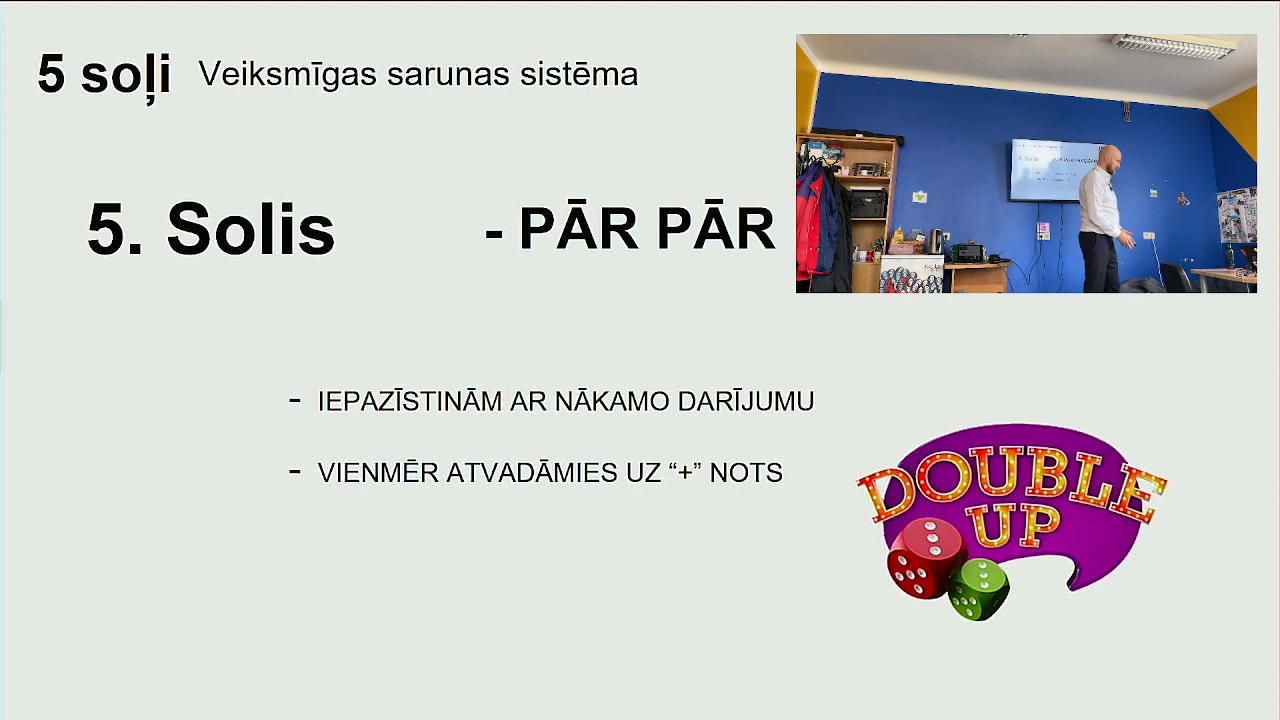 5 soļi Veiksmīgas sarunas sistēma
5. Solis - PĀR PĀR
- IEPAZĪSTINĀM AR NĀKAMO DARĪJUMU
- VIENMĒR ATVADĀMIES UZ “+” NOTS
DOUBLE
UP